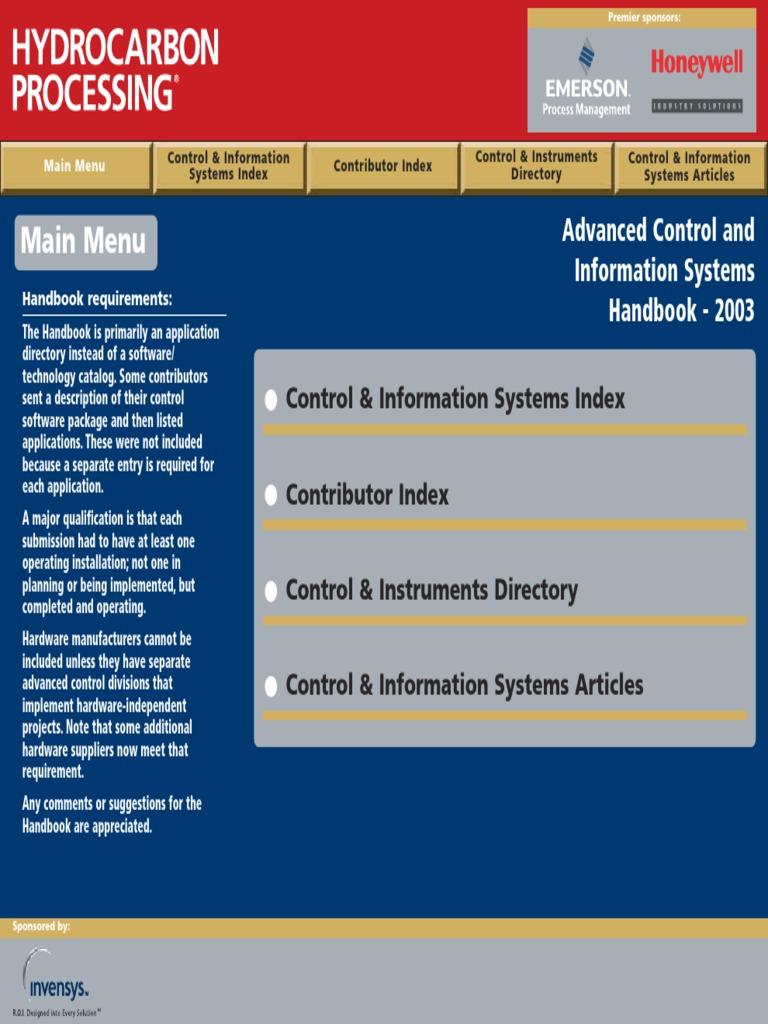 HYDROCARBON
PROCESSING®
Premier sponsors:
EMERSON.
Process Management
Honeywell
INDUSTRY SOLUTIONS
Main Menu
Control & Information
Systems Index
Contributor Index
Control & Instruments
Directory
Control & Information
Systems Articles
Main Menu
Advanced Control and
Information Systems
Handbook - 2003
Handbook requirements:
The Handbook is primarily an application
directory instead of a software/
technology catalog. Some contributors
sent a description of their control
software package and then listed
applications. These were not included
because a separate entry is required for
each application.
A major qualification is that each
submission had to have at least one
operating installation; not one in
planning or being implemented, but
completed and operating.
Hardware manufacturers cannot be
included unless they have separate
advanced control divisions that
implement hardware-independent
projects. Note that some additional
hardware suppliers now meet that
requirement.
Any comments or suggestions for the
Handbook are appreciated.
Control & Information Systems Index
Contributor Index
Control & Instruments Directory
Control & Information Systems Articles
Sponsored by:
invensys.
R.O.I. Designed into Every Solution™